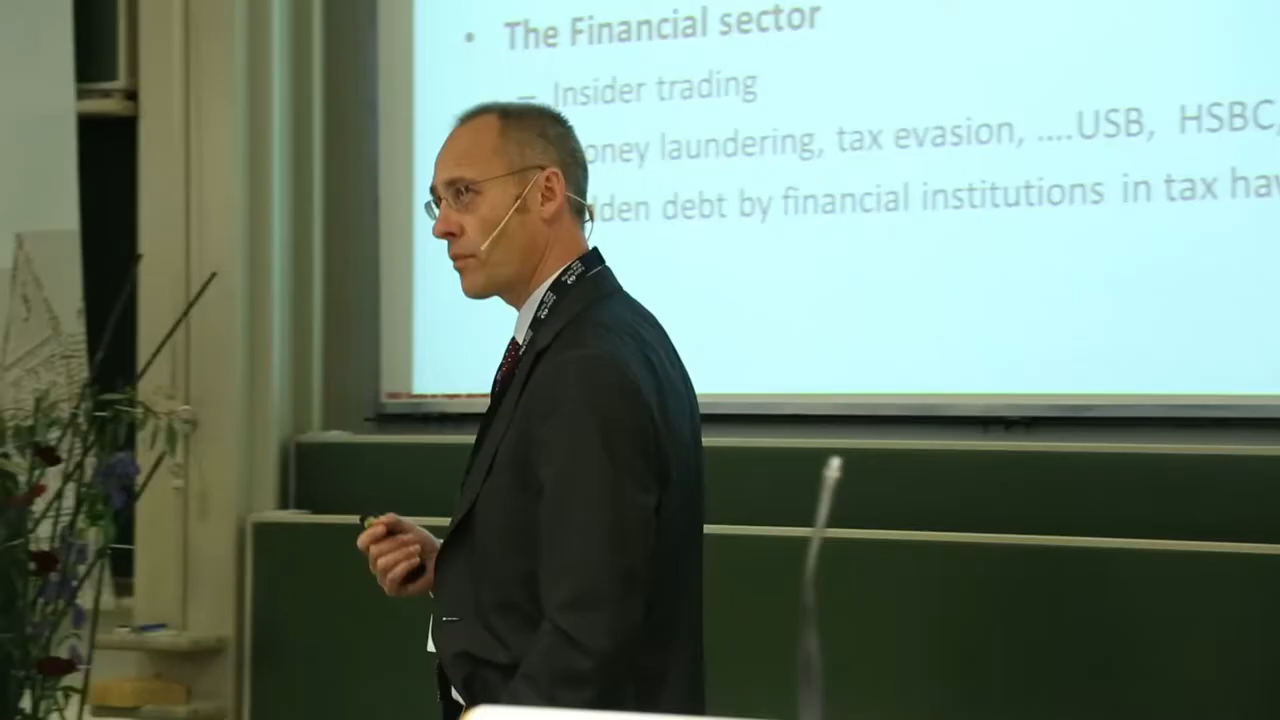 • The Financial sector
– Insider trading
oney laundering, tax evasion, ....USB, HSBC,
dden debt by financial institutions in tax hav